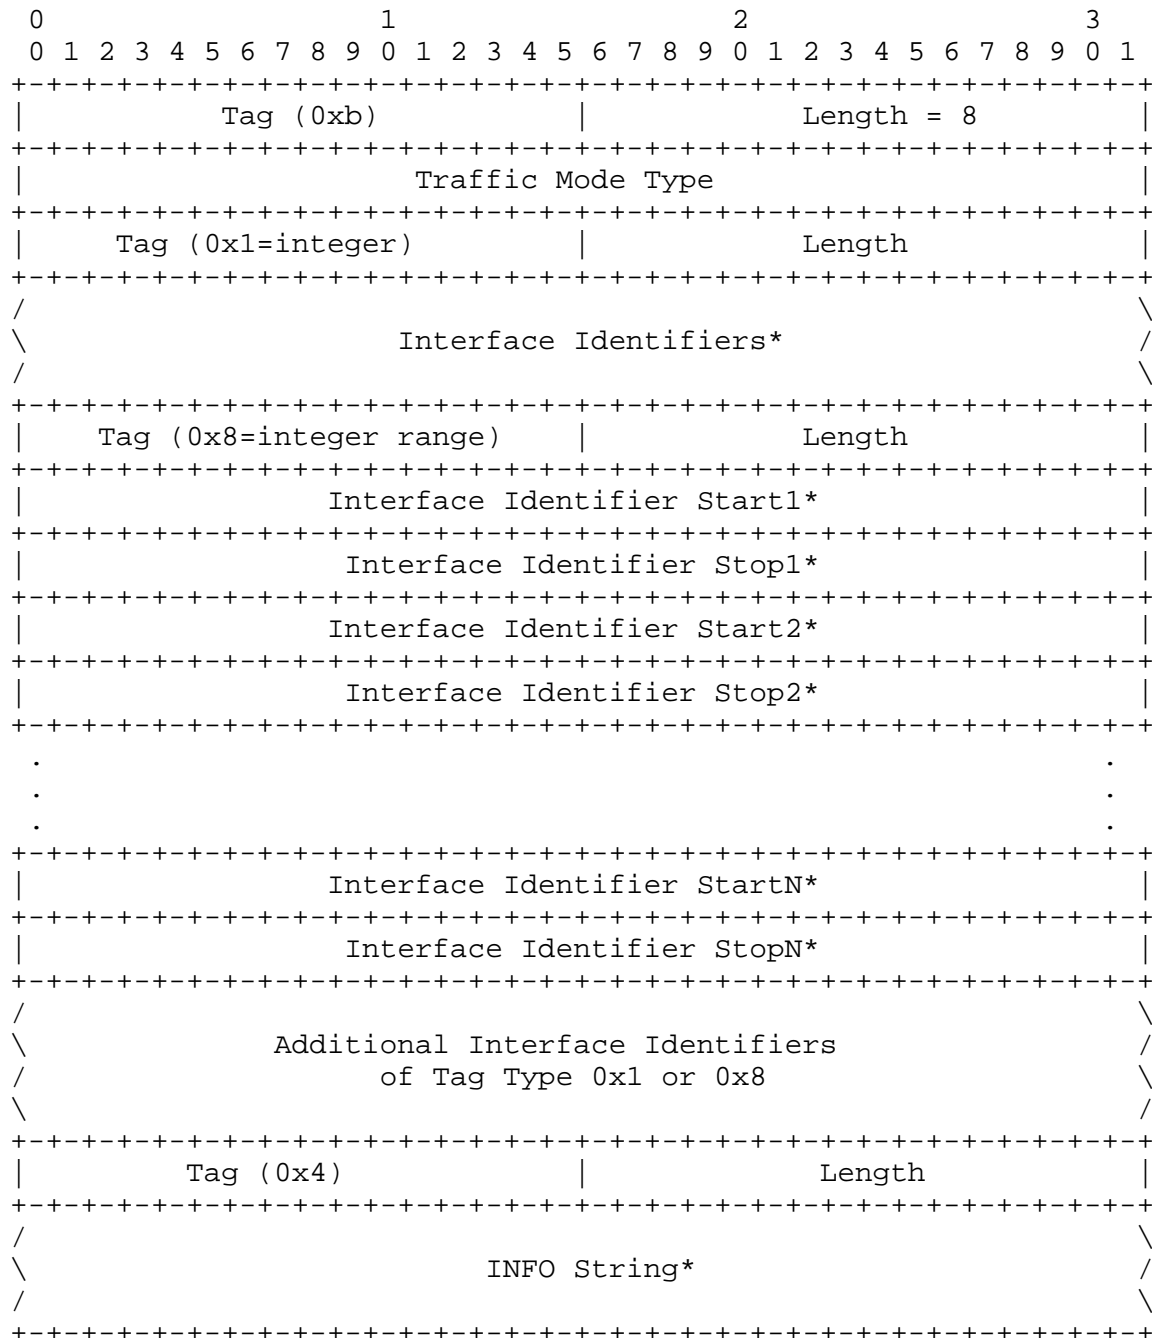 0                   1                   2                   3
 0 1 2 3 4 5 6 7 8 9 0 1 2 3 4 5 6 7 8 9 0 1 2 3 4 5 6 7 8 9 0 1
+-+-+-+-+-+-+-+-+-+-+-+-+-+-+-+-+-+-+-+-+-+-+-+-+-+-+-+-+-+-+-+-+
|           Tag (0xb)           |            Length = 8         |
+-+-+-+-+-+-+-+-+-+-+-+-+-+-+-+-+-+-+-+-+-+-+-+-+-+-+-+-+-+-+-+-+
|                      Traffic Mode Type                        |
+-+-+-+-+-+-+-+-+-+-+-+-+-+-+-+-+-+-+-+-+-+-+-+-+-+-+-+-+-+-+-+-+
|     Tag (0x1=integer)         |            Length             |
+-+-+-+-+-+-+-+-+-+-+-+-+-+-+-+-+-+-+-+-+-+-+-+-+-+-+-+-+-+-+-+-+
/                                                               \
\                     Interface Identifiers*                    /
/                                                               \
+-+-+-+-+-+-+-+-+-+-+-+-+-+-+-+-+-+-+-+-+-+-+-+-+-+-+-+-+-+-+-+-+
|    Tag (0x8=integer range)    |            Length             |
+-+-+-+-+-+-+-+-+-+-+-+-+-+-+-+-+-+-+-+-+-+-+-+-+-+-+-+-+-+-+-+-+
|                 Interface Identifier Start1*                  |
+-+-+-+-+-+-+-+-+-+-+-+-+-+-+-+-+-+-+-+-+-+-+-+-+-+-+-+-+-+-+-+-+
|                  Interface Identifier Stop1*                  |
+-+-+-+-+-+-+-+-+-+-+-+-+-+-+-+-+-+-+-+-+-+-+-+-+-+-+-+-+-+-+-+-+
|                 Interface Identifier Start2*                  |
+-+-+-+-+-+-+-+-+-+-+-+-+-+-+-+-+-+-+-+-+-+-+-+-+-+-+-+-+-+-+-+-+
|                  Interface Identifier Stop2*                  |
+-+-+-+-+-+-+-+-+-+-+-+-+-+-+-+-+-+-+-+-+-+-+-+-+-+-+-+-+-+-+-+-+
 .                                                             .
 .                                                             .
 .                                                             .
+-+-+-+-+-+-+-+-+-+-+-+-+-+-+-+-+-+-+-+-+-+-+-+-+-+-+-+-+-+-+-+-+
|                 Interface Identifier StartN*                  |
+-+-+-+-+-+-+-+-+-+-+-+-+-+-+-+-+-+-+-+-+-+-+-+-+-+-+-+-+-+-+-+-+
|                  Interface Identifier StopN*                  |
+-+-+-+-+-+-+-+-+-+-+-+-+-+-+-+-+-+-+-+-+-+-+-+-+-+-+-+-+-+-+-+-+
/                                                               \
\              Additional Interface Identifiers                 /
/                    of Tag Type 0x1 or 0x8                     \
\                                                               /
+-+-+-+-+-+-+-+-+-+-+-+-+-+-+-+-+-+-+-+-+-+-+-+-+-+-+-+-+-+-+-+-+
|         Tag (0x4)             |             Length            |
+-+-+-+-+-+-+-+-+-+-+-+-+-+-+-+-+-+-+-+-+-+-+-+-+-+-+-+-+-+-+-+-+
/                                                               \
\                          INFO String*                         /
/                                                               \
+-+-+-+-+-+-+-+-+-+-+-+-+-+-+-+-+-+-+-+-+-+-+-+-+-+-+-+-+-+-+-+-+